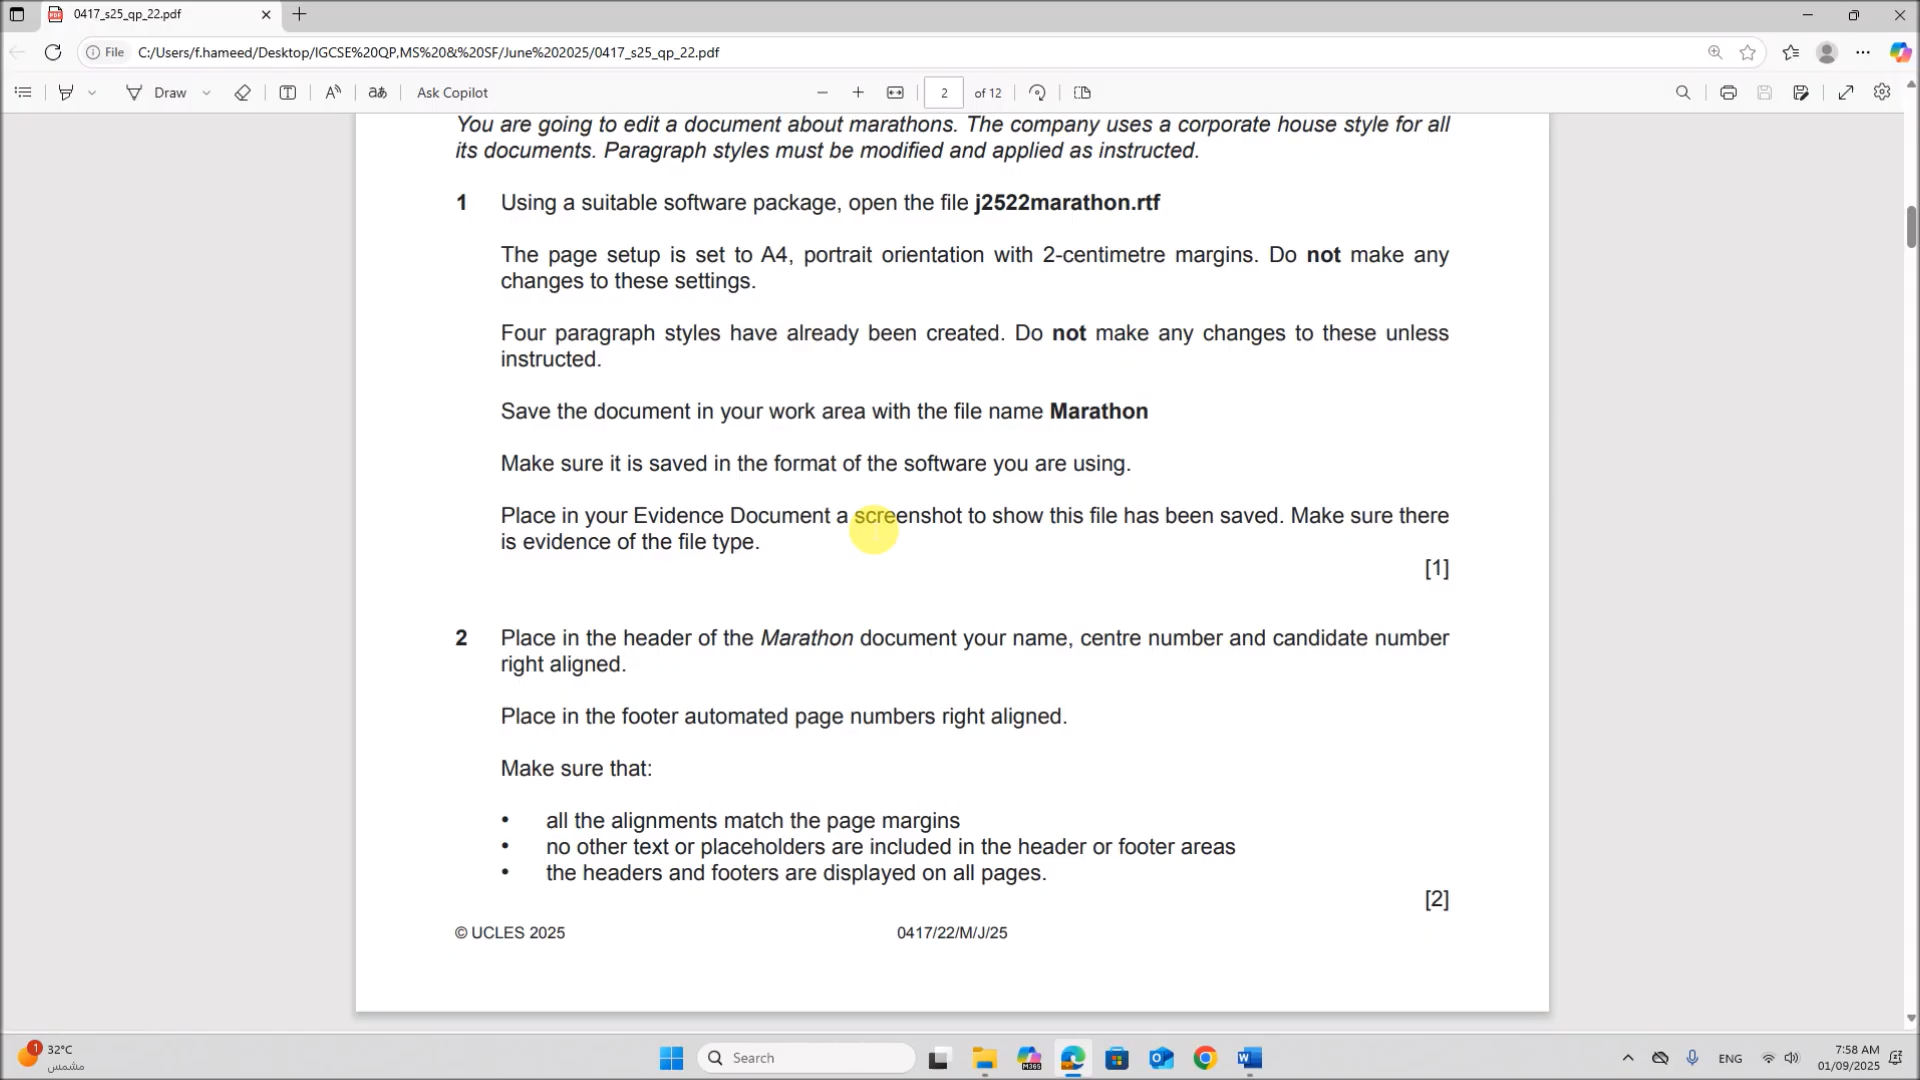 0417_s25_qp_22.pdf
File C:/Users/f.hameed/Desktop/IGCSE%20QP,MS%20&%20SF/June%202025/0417_s25_qp_22.pdf
Draw aあ Ask Copilot 2 of 12
You are going to edit a document about marathons. The company uses a corporate house style for all
its documents. Paragraph styles must be modified and applied as instructed.
1 Using a suitable software package, open the file j2522marathon.rtf
The page setup is set to A4, portrait orientation with 2-centimetre margins. Do not make any
changes to these settings.
Four paragraph styles have already been created. Do not make any changes to these unless
instructed.
Save the document in your work area with the file name Marathon
Make sure it is saved in the format of the software you are using.
Place in your Evidence Document a screenshot to show this file has been saved. Make sure there
is evidence of the file type.
[1]
2 Place in the header of the Marathon document your name, centre number and candidate number
right aligned.
Place in the footer automated page numbers right aligned.
Make sure that:
• all the alignments match the page margins
• no other text or placeholders are included in the header or footer areas
• the headers and footers are displayed on all pages.
[2]
© UCLES 2025 0417/22/M/J/25
1 32°C
مشمس
Search
M365
ENG
7:58 AM
01/09/2025